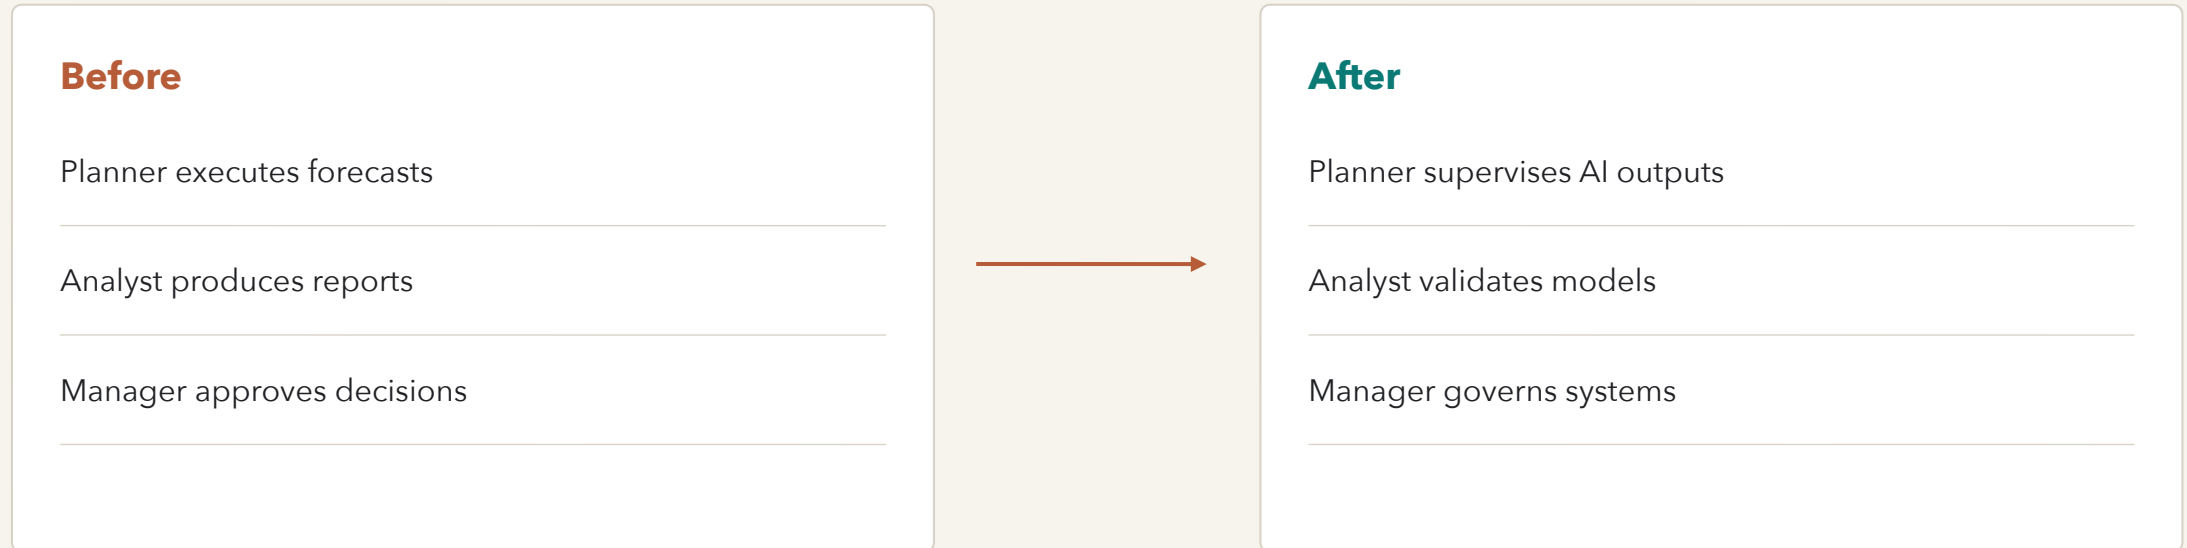 Before
Planner executes forecasts
Analyst produces reports
Manager approves decisions
After
Planner supervises AI outputs
Analyst validates models
Manager governs systems